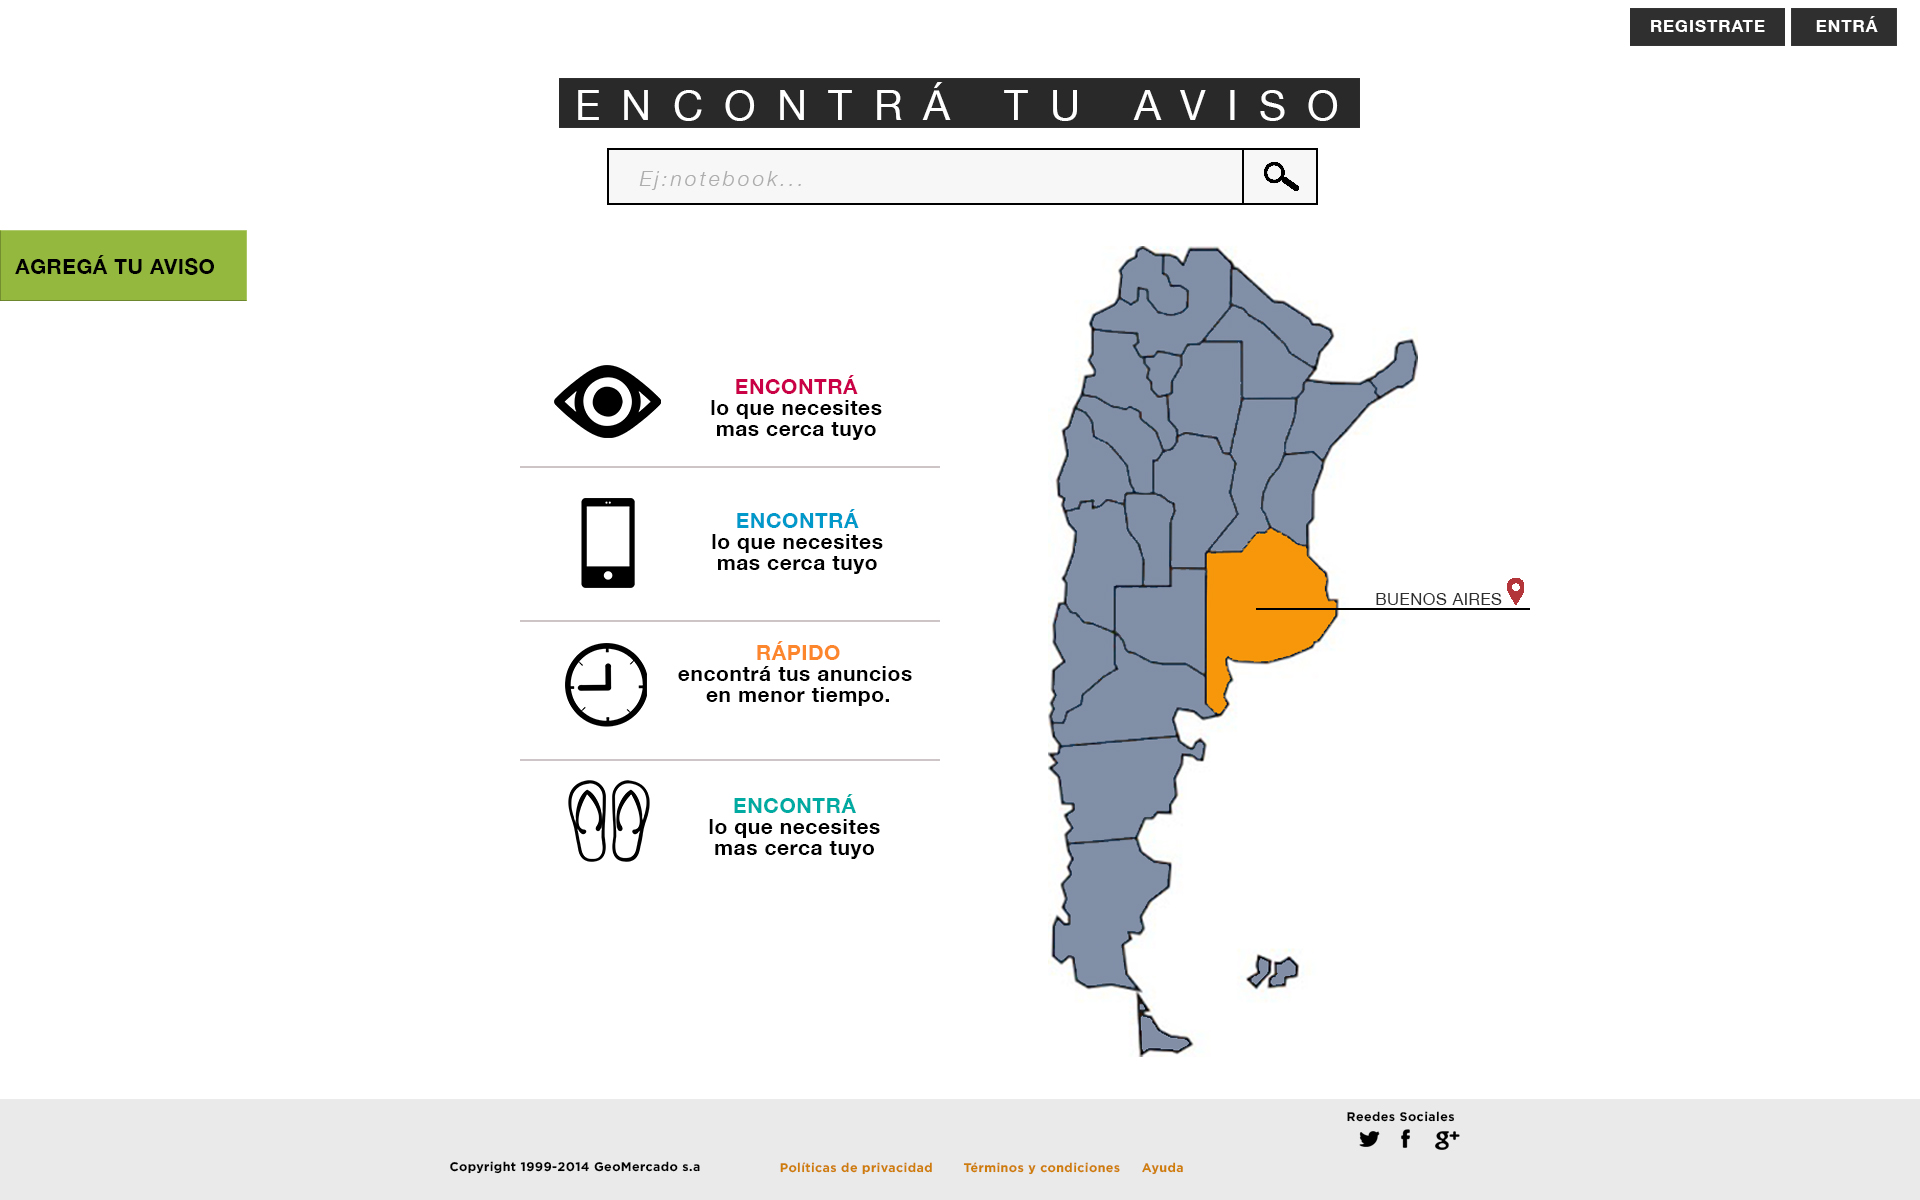 REGISTRATE
ENTRÁ
ENCONTRÁ TU AVISO
Ej:notebook...
AGREGÁ TU AVISO
ENCONTRÁ
lo que necesites
mas cerca tuyo
ENCONTRÁ
lo que necesites
mas cerca tuyo
BUENOS AIRES
RÁPIDO
encontrá tus anuncios
en menor tiempo.
ENCONTRÁ
lo que necesites
mas cerca tuyo
Reedes Sociales
Copyright 1999-2014 GeoMercado s.a
Políticas de privacidad
Términos y condiciones
Ayuda